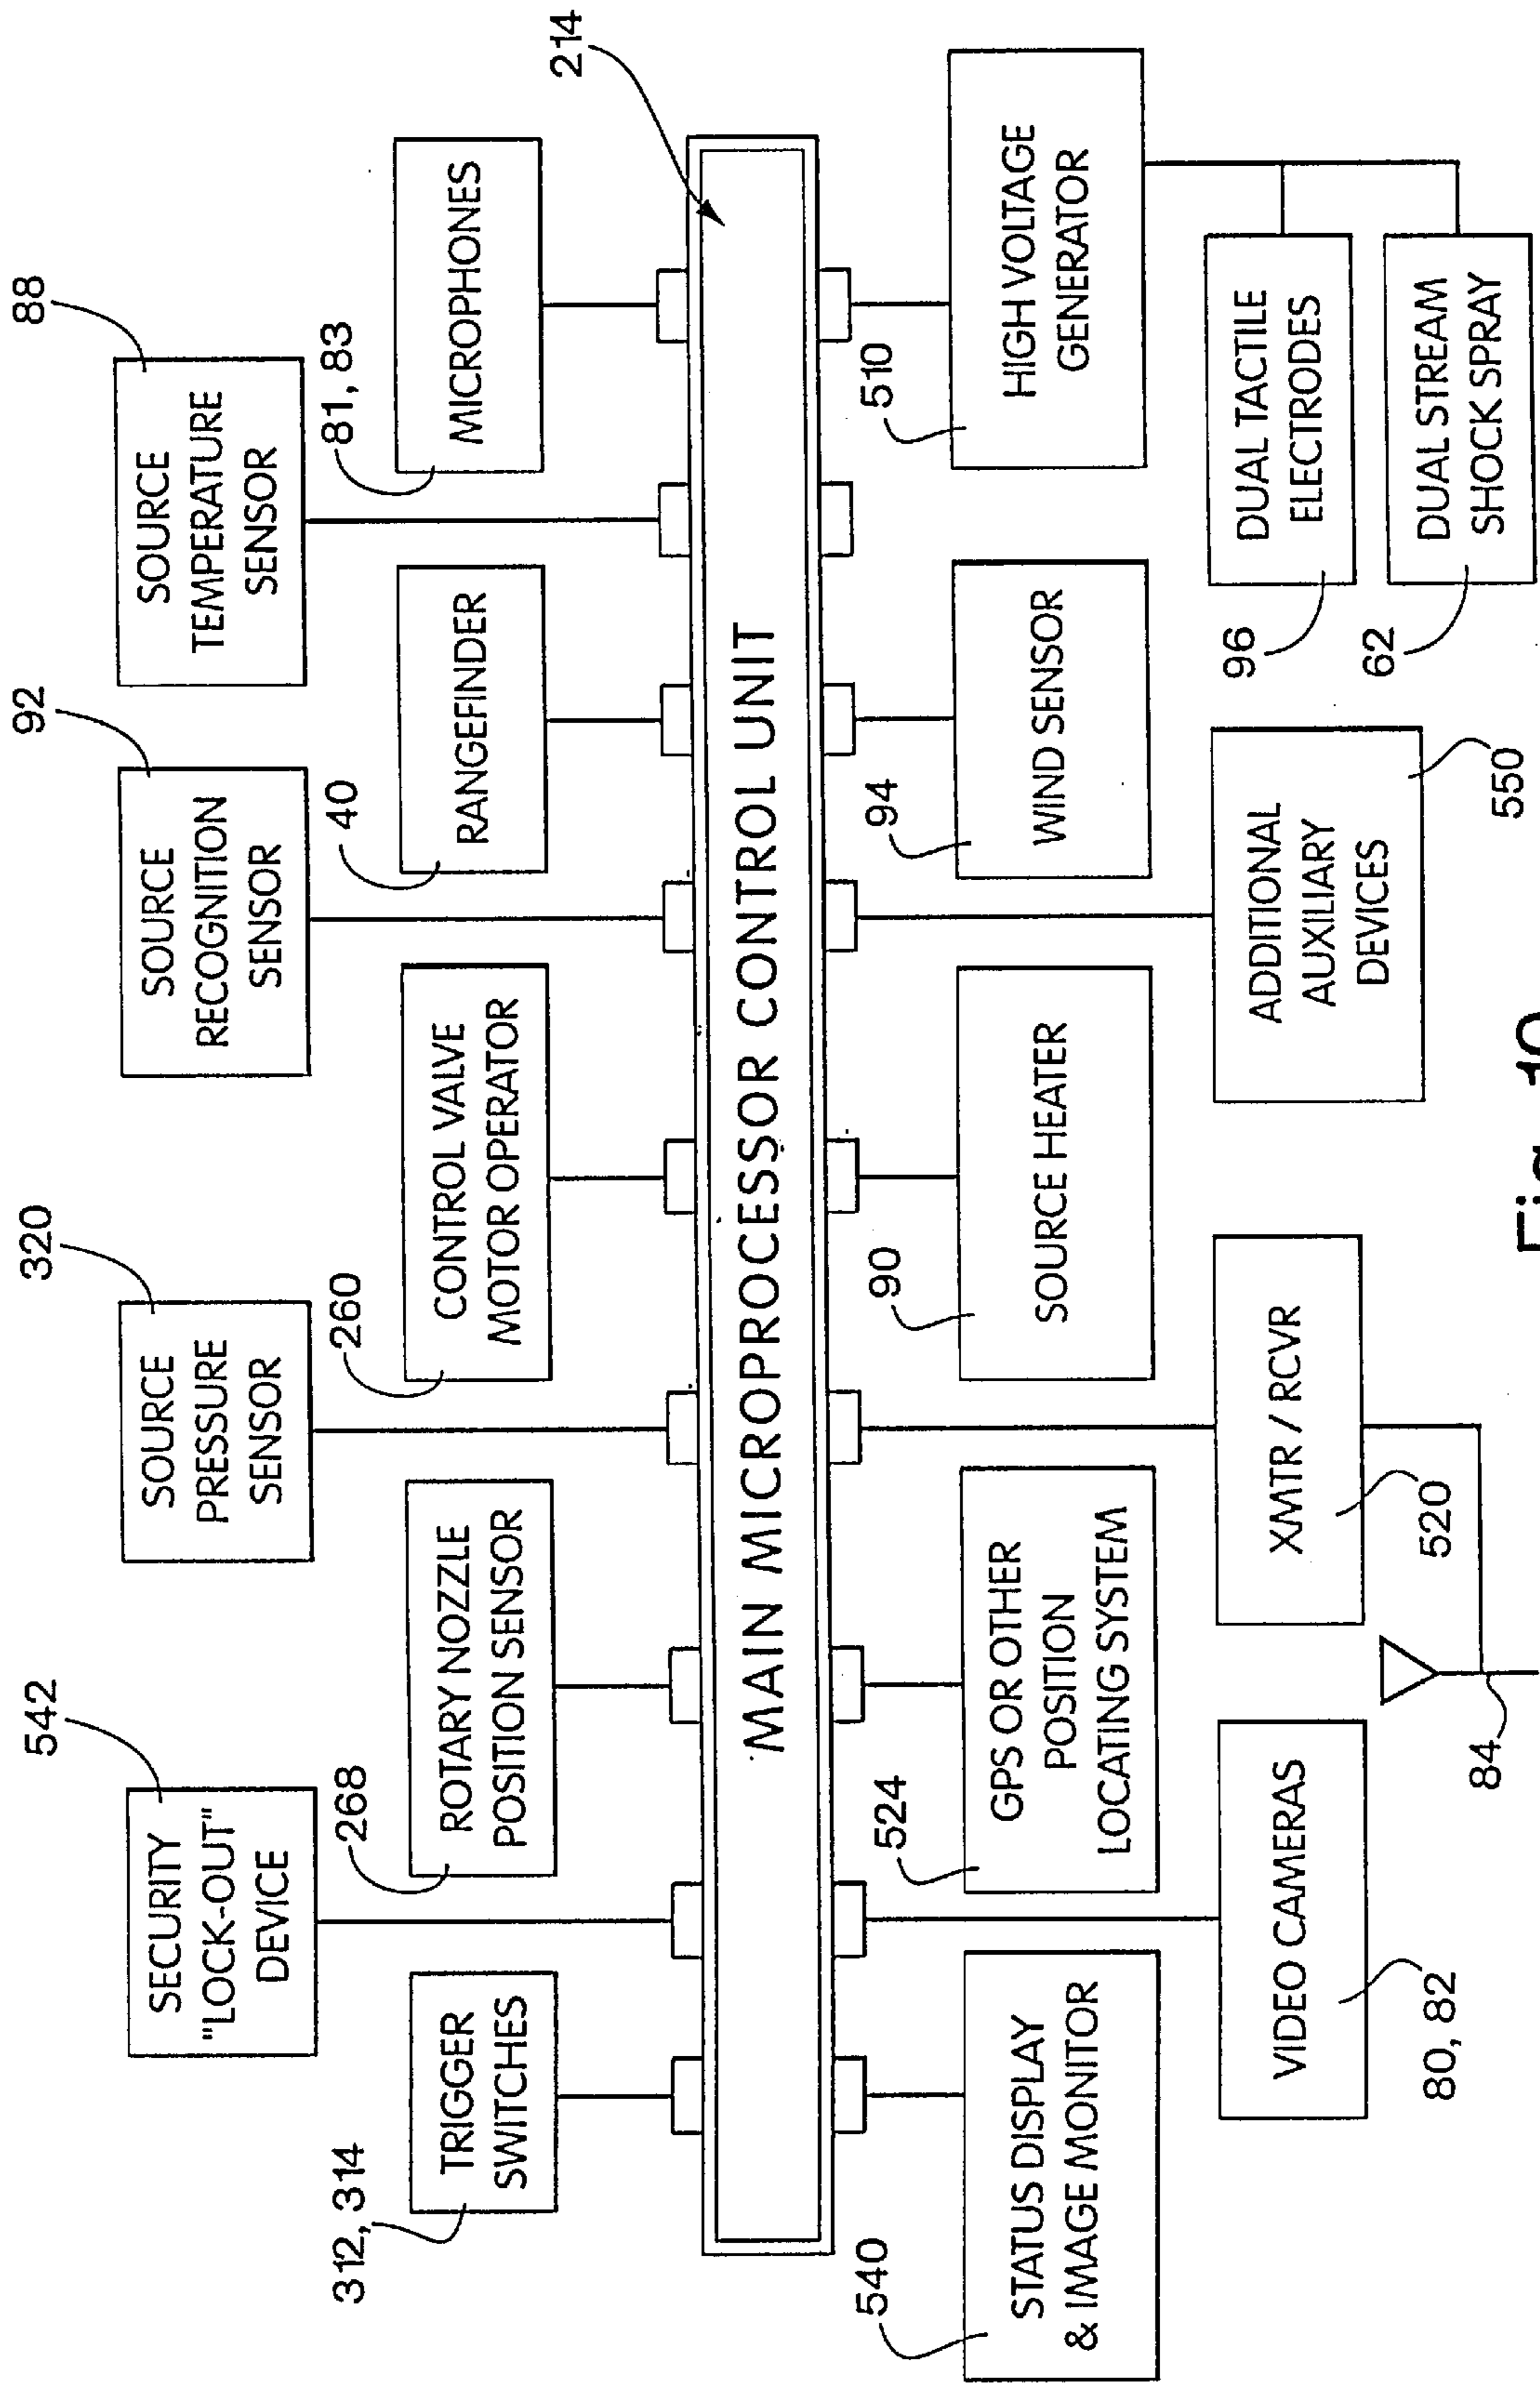 542
SECURITY
"LOCK-OUT"
DEVICE
320
SOURCE
PRESSURE
SENSOR
92
SOURCE
RECOGNITION
SENSOR
88
SOURCE
TEMPERATURE
SENSOR
312, 314
TRIGGER
SWITCHES
268
ROTARY NOZZLE
POSITION SENSOR
260
CONTROL VALVE
MOTOR OPERATOR
40
RANGEFINDER
81, 83
MICROPHONES
214
MAIN MICROPROCESSOR CONTROL UNIT
540
STATUS DISPLAY
& IMAGE MONITOR
524
GPS OR OTHER
POSITION
LOCATING SYSTEM
90
SOURCE HEATER
94
WIND SENSOR
510
HIGH VOLTAGE
GENERATOR
VIDEO CAMERAS
80, 82
84
XMTR / RCVR
520
ADDITIONAL
AUXILIARY
DEVICES
550
96
DUAL TACTILE
ELECTRODES
62
DUAL STREAM
SHOCK SPRAY